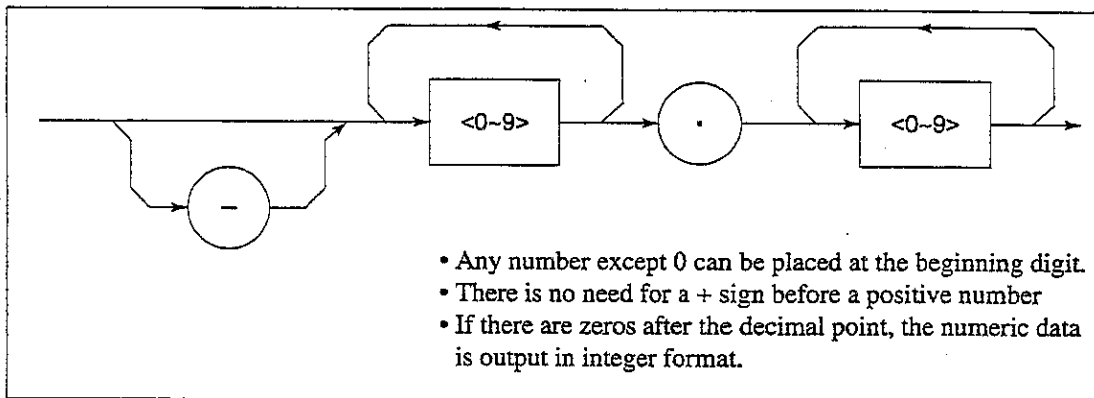 <0~9>
.
<0~9>
−
• Any number except 0 can be placed at the beginning digit.
• There is no need for a + sign before a positive number
• If there are zeros after the decimal point, the numeric data
is output in integer format.